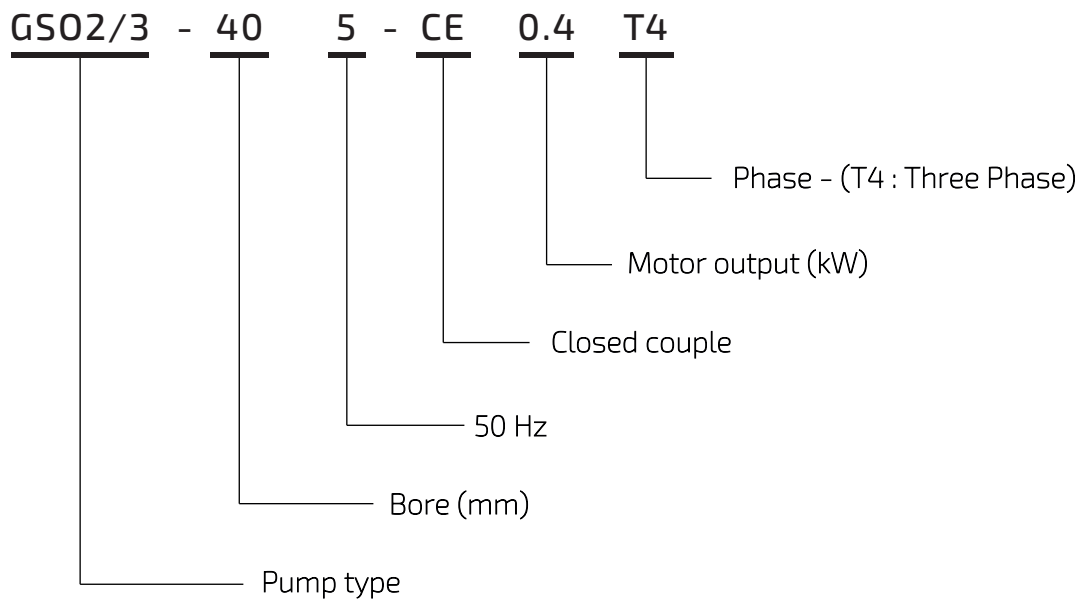 GSO2/3 - 40 5 - CE 0.4 T4
Phase - (T4 : Three Phase)
Motor output (kW)
Closed couple
50 Hz
Bore (mm)
Pump type